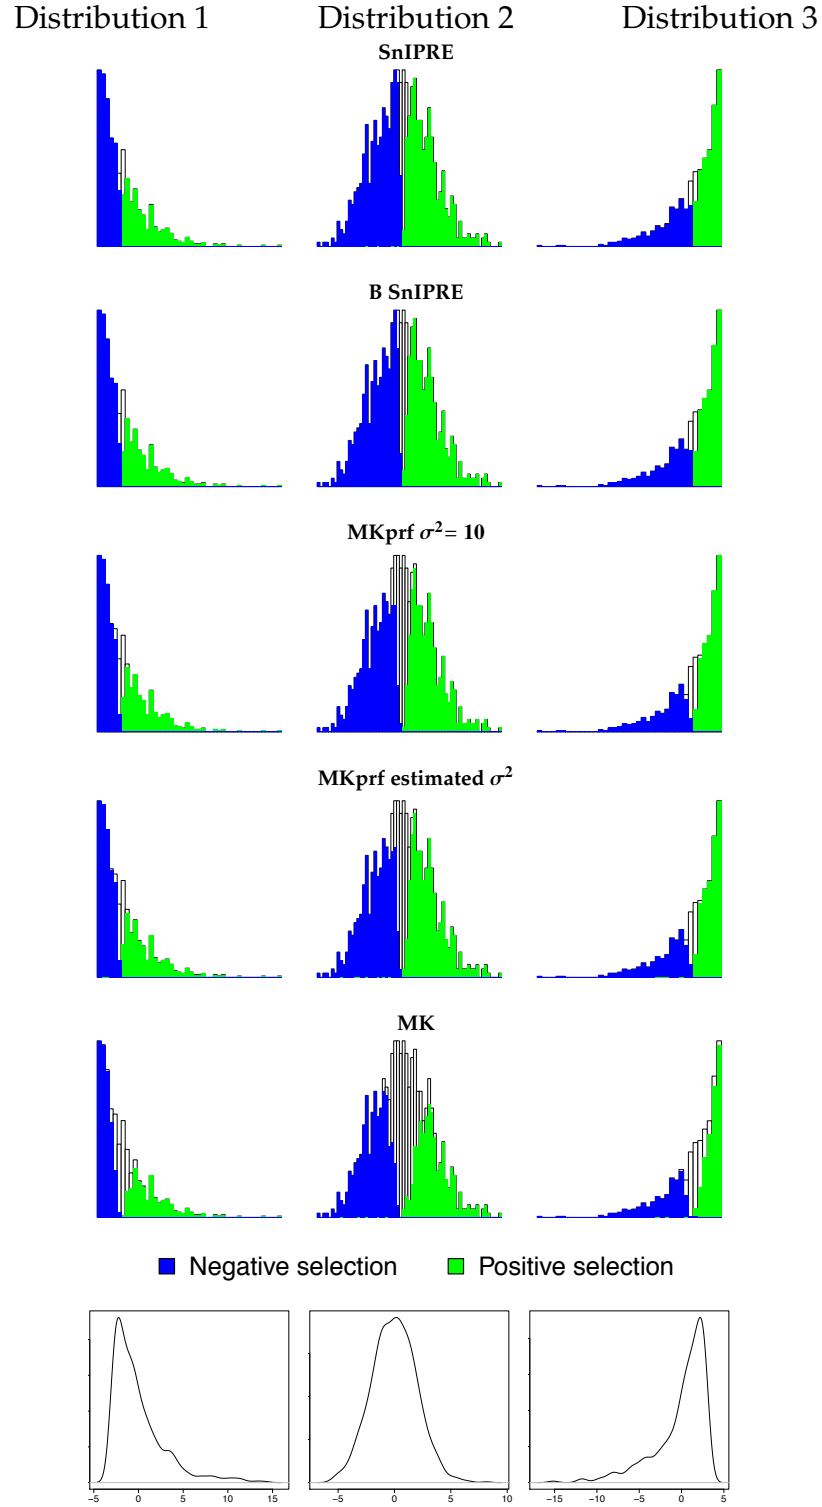 Distribution 1 Distribution 2 Distribution 3
SnIPRE
B SnIPRE
MKprf σ² = 10
MKprf estimated σ²
MK
Negative selection Positive selection
−5 0 5 10 15 −5 0 5 10 −15 −10 −5 0 5